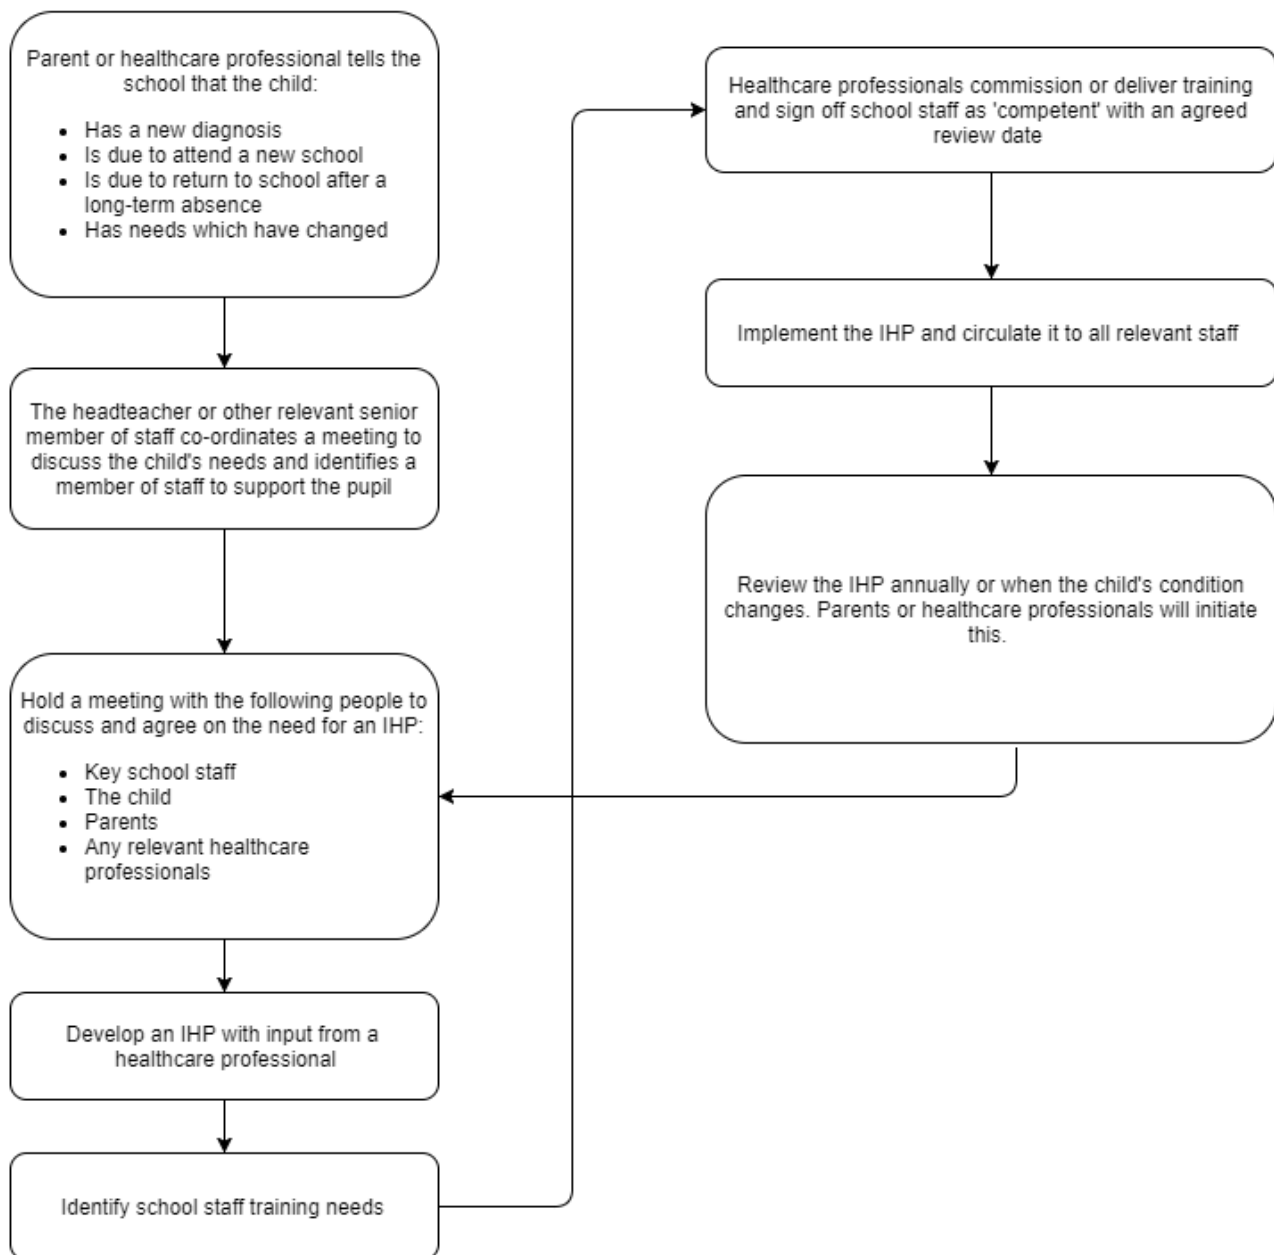 Parent or healthcare professional tells the
school that the child:
• Has a new diagnosis
• Is due to attend a new school
• Is due to return to school after a
long-term absence
• Has needs which have changed
The headteacher or other relevant senior
member of staff co-ordinates a meeting to
discuss the child's needs and identifies a
member of staff to support the pupil
Hold a meeting with the following people to
discuss and agree on the need for an IHP:
• Key school staff
• The child
• Parents
• Any relevant healthcare
professionals
Develop an IHP with input from a
healthcare professional
Identify school staff training needs
Healthcare professionals commission or deliver training
and sign off school staff as 'competent' with an agreed
review date
Implement the IHP and circulate it to all relevant staff
Review the IHP annually or when the child's condition
changes. Parents or healthcare professionals will initiate
this.